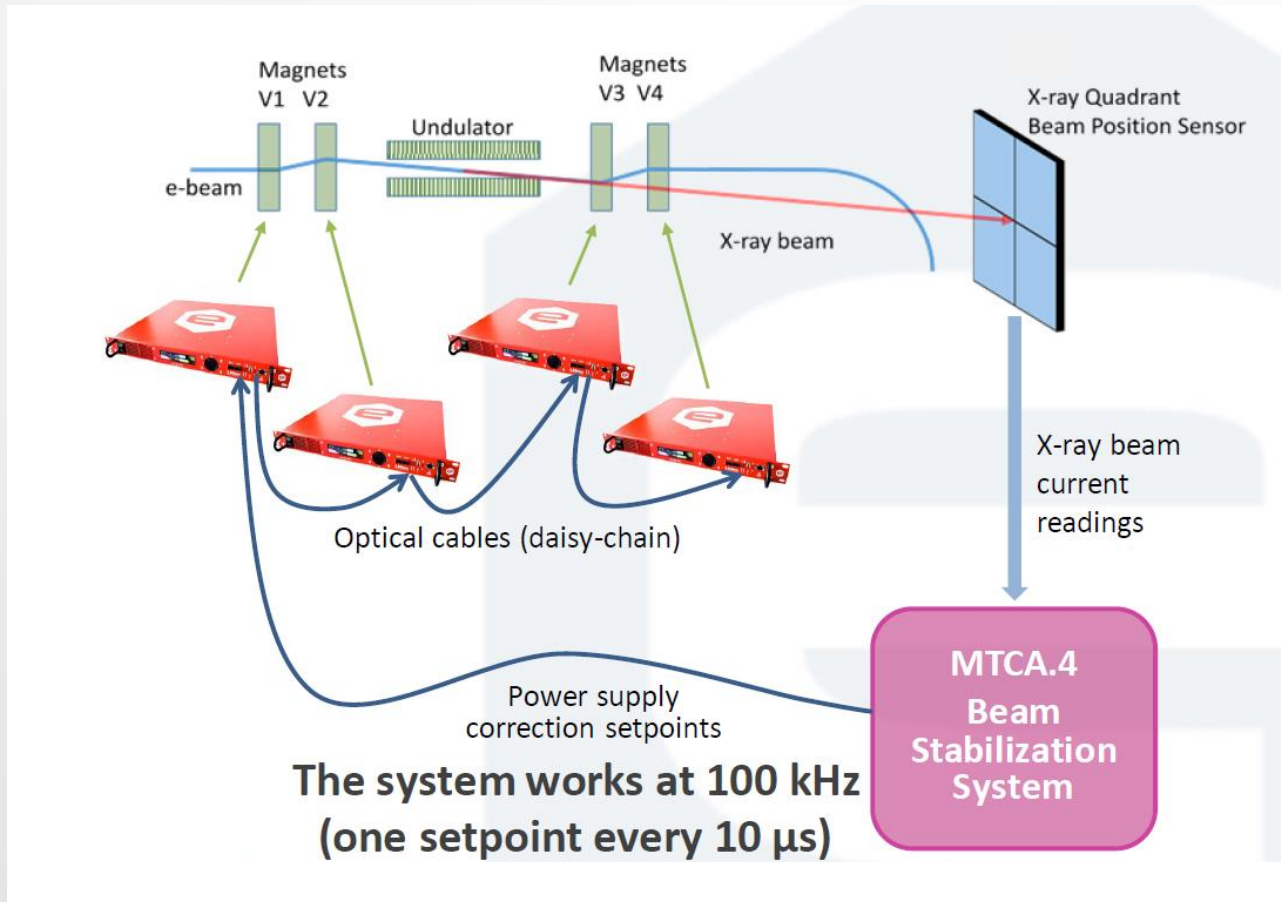 Magnets
V1 V2
Magnets
V3 V4
X-ray Quadrant
Beam Position Sensor
Undulator
e-beam
X-ray beam
Optical cables (daisy-chain)
X-ray beam
current
readings
Power supply
correction setpoints
MTCA.4
Beam
Stabilization
System
The system works at 100 kHz
(one setpoint every 10 µs)